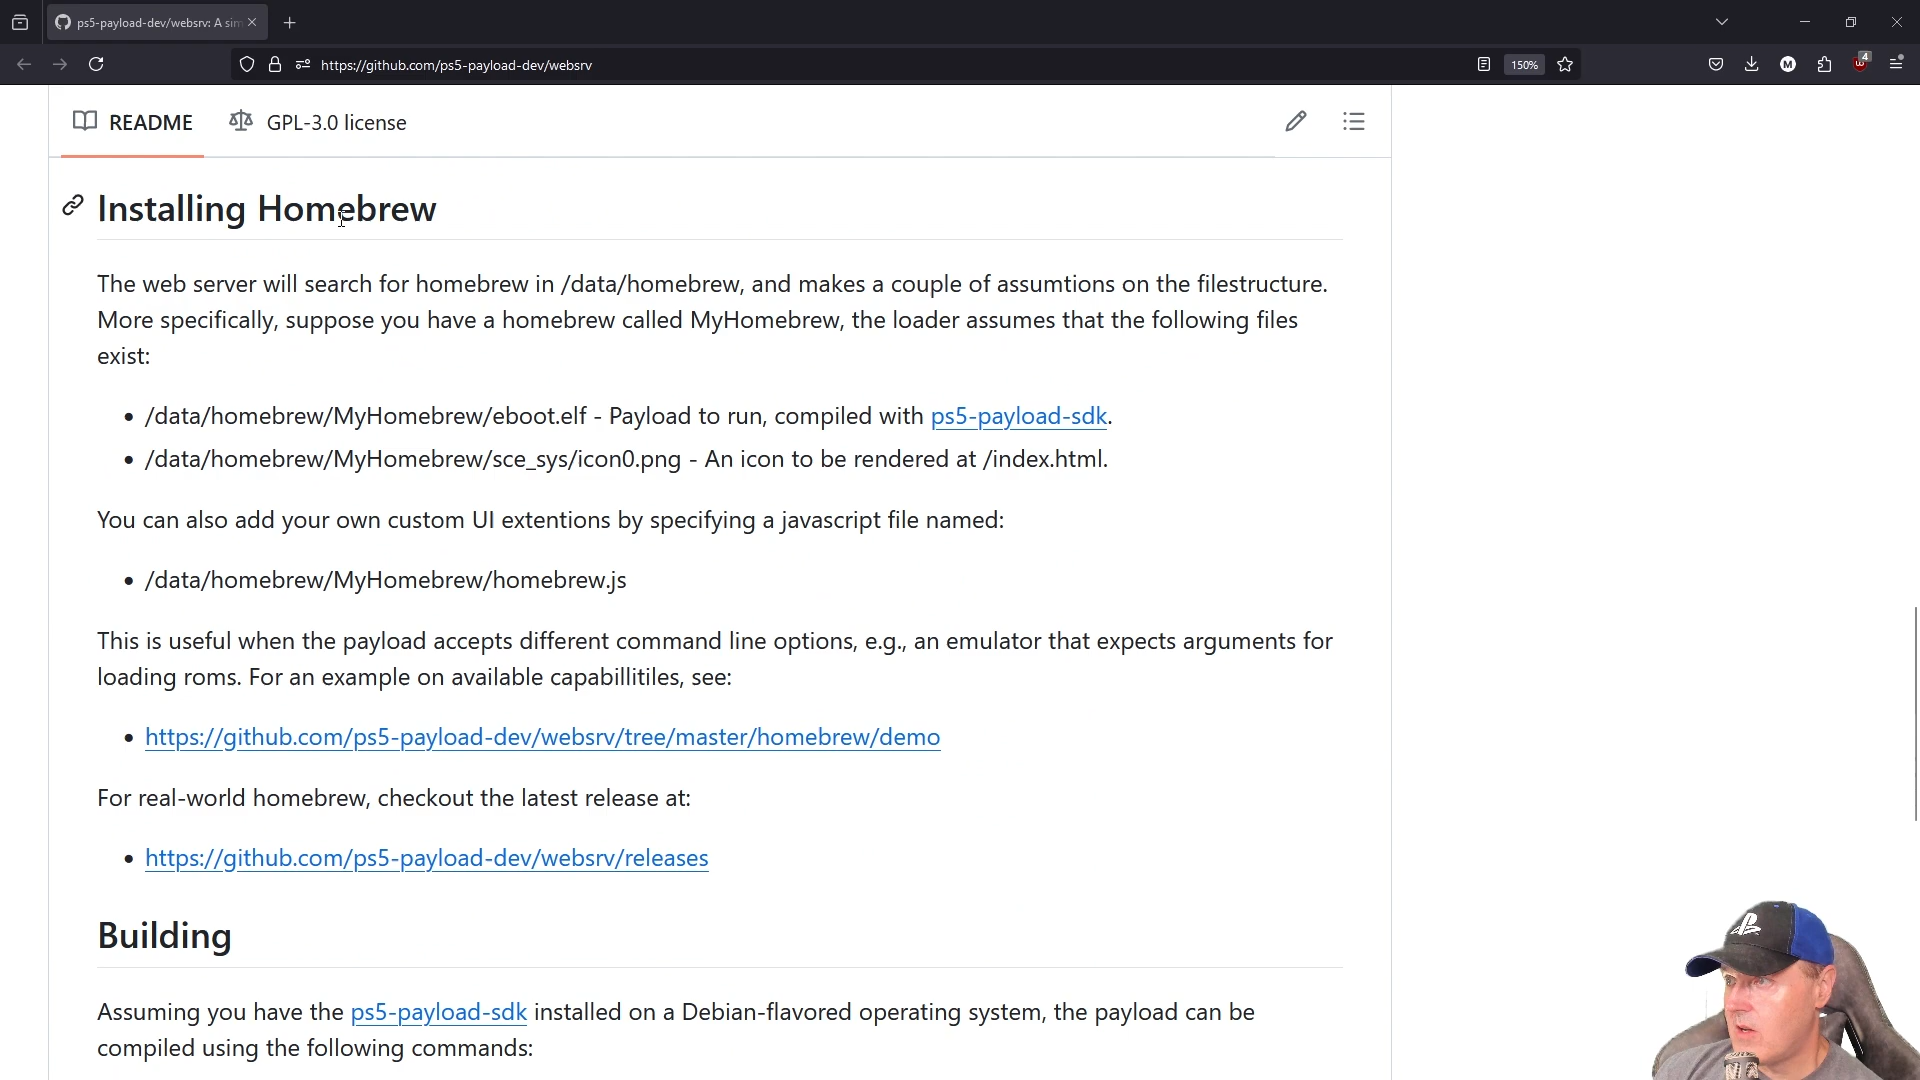 ps5-payload-dev/websrv: A sim
https://github.com/ps5-payload-dev/websrv
150%
M
4
README
GPL-3.0 license
Installing Homebrew
The web server will search for homebrew in /data/homebrew, and makes a couple of assumtions on the filestructure.
More specifically, suppose you have a homebrew called MyHomebrew, the loader assumes that the following files
exist:
• /data/homebrew/MyHomebrew/eboot.elf - Payload to run, compiled with ps5-payload-sdk.
• /data/homebrew/MyHomebrew/sce_sys/icon0.png - An icon to be rendered at /index.html.
You can also add your own custom UI extentions by specifying a javascript file named:
• /data/homebrew/MyHomebrew/homebrew.js
This is useful when the payload accepts different command line options, e.g., an emulator that expects arguments for
loading roms. For an example on available capabillitiles, see:
• https://github.com/ps5-payload-dev/websrv/tree/master/homebrew/demo
For real-world homebrew, checkout the latest release at:
• https://github.com/ps5-payload-dev/websrv/releases
Building
Assuming you have the ps5-payload-sdk installed on a Debian-flavored operating system, the payload can be
compiled using the following commands: